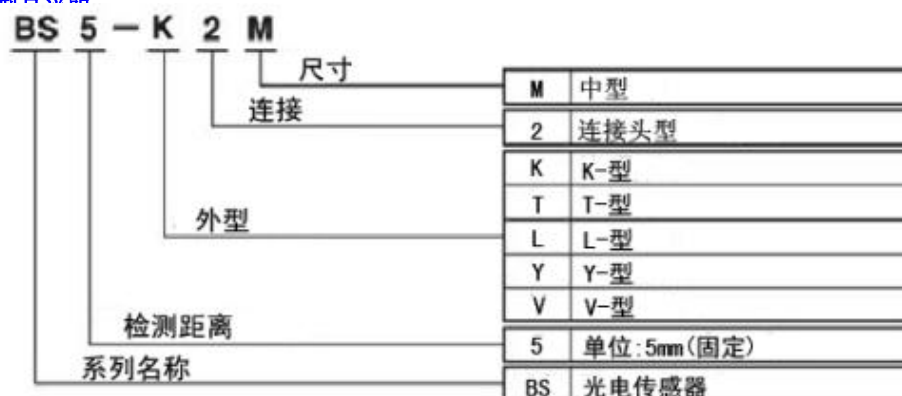 BS 5 - K 2 M
尺寸
M 中型
连接
2 连接头型
K K-型
T T-型
外型
L L-型
Y Y-型
V V-型
检测距离
5 单位:5mm(固定)
系列名称
BS 光电传感器